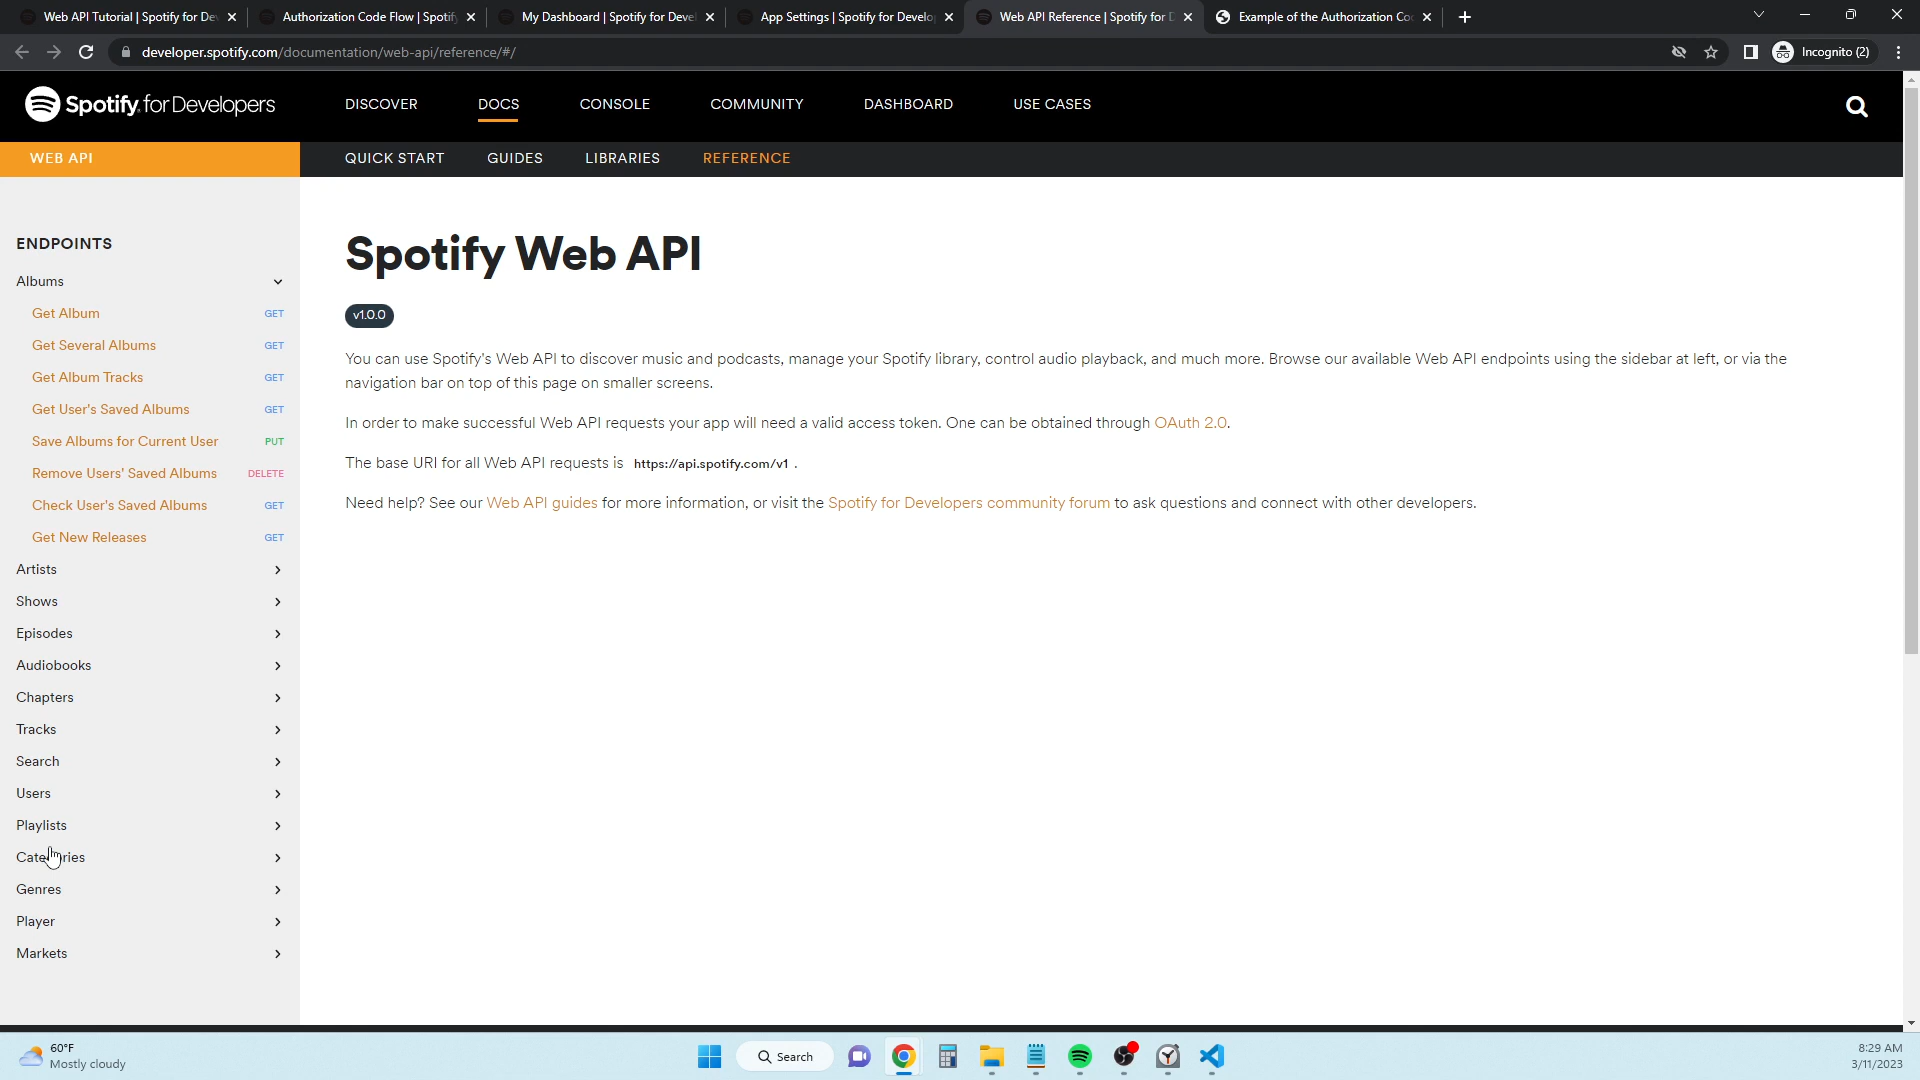 Web API Tutorial | Spotify for De
Authorization Code Flow | Spotif
My Dashboard | Spotify for Deve
App Settings | Spotify for Develo
Web API Reference | Spotify for D
Example of the Authorization Co
developer.spotify.com/documentation/web-api/reference/#/
Incognito (2)
Spotify for Developers
DISCOVER DOCS CONSOLE COMMUNITY DASHBOARD USE CASES
WEB API
QUICK START GUIDES LIBRARIES REFERENCE
ENDPOINTS
Albums
Get Album GET
Get Several Albums GET
Get Album Tracks GET
Get User's Saved Albums GET
Save Albums for Current User PUT
Remove Users' Saved Albums DELETE
Check User's Saved Albums GET
Get New Releases GET
Artists
Shows
Episodes
Audiobooks
Chapters
Tracks
Search
Users
Playlists
Categories
Genres
Player
Markets
Spotify Web API
v1.0.0
You can use Spotify's Web API to discover music and podcasts, manage your Spotify library, control audio playback, and much more. Browse our available Web API endpoints using the sidebar at left, or via the
navigation bar on top of this page on smaller screens.
In order to make successful Web API requests your app will need a valid access token. One can be obtained through OAuth 2.0.
The base URI for all Web API requests is https://api.spotify.com/v1 .
Need help? See our Web API guides for more information, or visit the Spotify for Developers community forum to ask questions and connect with other developers.
60°F
Mostly cloudy
Search
8:29 AM
3/11/2023